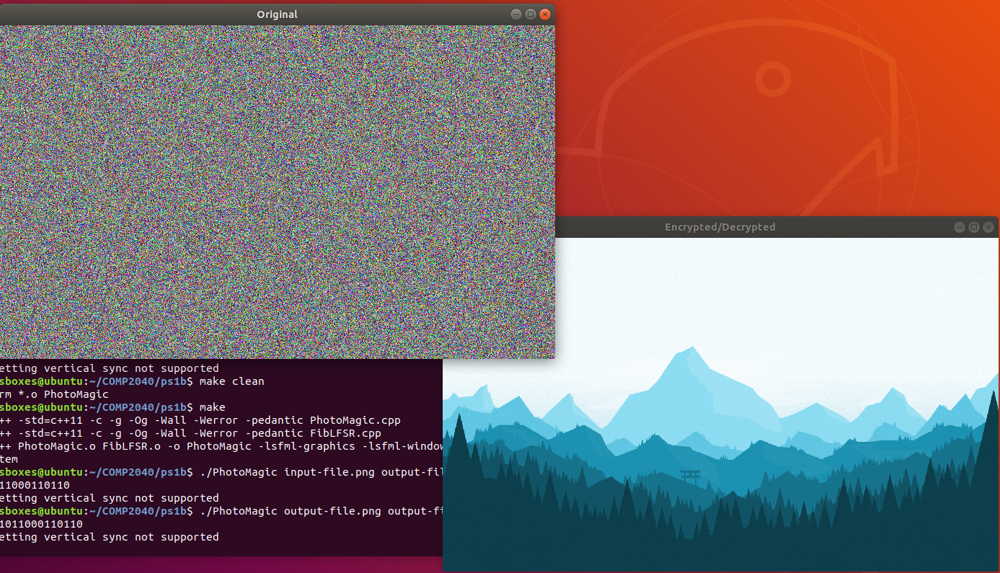 Original
Encrypted/Decrypted
etting vertical sync not supported
sboxes@ubuntu:~/COMP2040/ps1b$ make clean
rm *.o PhotoMagic
sboxes@ubuntu:~/COMP2040/ps1b$ make
++ -std=c++11 -c -g -Og -Wall -Werror -pedantic PhotoMagic.cpp
++ -std=c++11 -c -g -Og -Wall -Werror -pedantic FibLFSR.cpp
++ PhotoMagic.o FibLFSR.o -o PhotoMagic -lsfml-graphics -lsfml-window
tem
sboxes@ubuntu:~/COMP2040/ps1b$ ./PhotoMagic input-file.png output-fil
11000110110
etting vertical sync not supported
sboxes@ubuntu:~/COMP2040/ps1b$ ./PhotoMagic output-file.png output-fi
1011000110110
etting vertical sync not supported